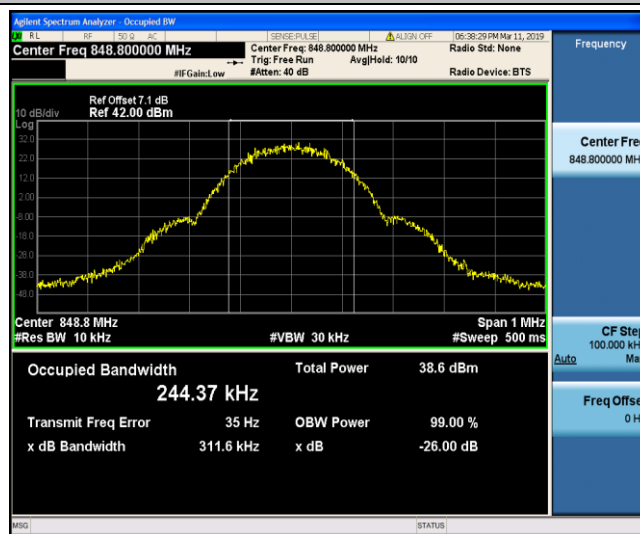 Agilent Spectrum Analyzer - Occupied BW
RL RF 50 Ω AC SENSE:PULSE ALIGN OFF 06:38:29 PM Mar 11, 2019
Center Freq 848.800000 MHz Center Freq: 848.800000 MHz Radio Std: None Frequency
Trig: Free Run Avg|Hold: 10/10
#IFGain:Low #Atten: 40 dB Radio Device: BTS
Ref Offset 7.1 dB
10 dB/div Ref 42.00 dBm
Log
32.0
22.0
12.0
2.00
-8.00
-18.0
-28.0
-38.0
-48.0
Center 848.8 MHz Span 1 MHz
#Res BW 10 kHz #VBW 30 kHz #Sweep 500 ms
Occupied Bandwidth Total Power 38.6 dBm
244.37 kHz
Transmit Freq Error 35 Hz OBW Power 99.00 %
x dB Bandwidth 311.6 kHz x dB -26.00 dB
Center Fre
848.800000 MH
CF Step
100.000 kH
Auto Ma
Freq Offse
0 H
MSG STATUS